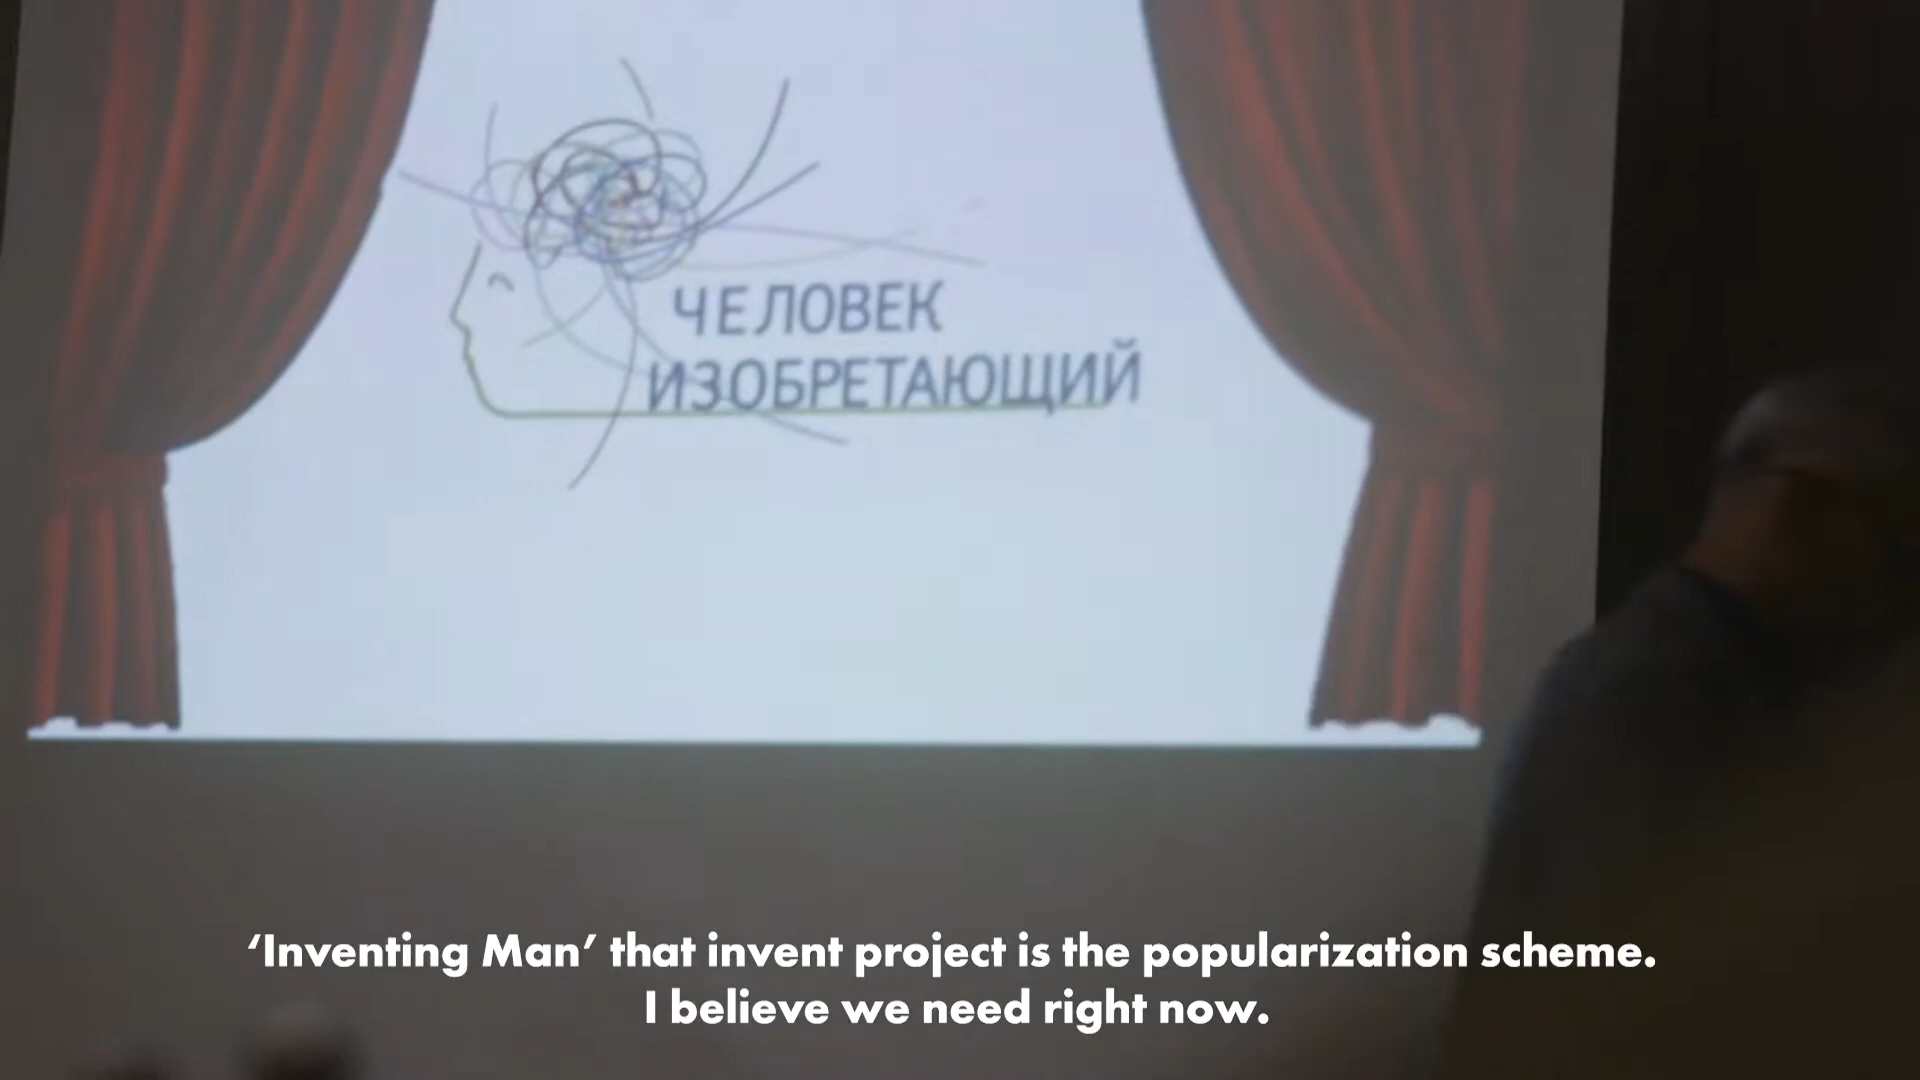 ЧЕЛОВЕК
ИЗОБРЕТАЮЩИЙ
‘Inventing Man’ that invent project is the popularization scheme.
I believe we need right now.